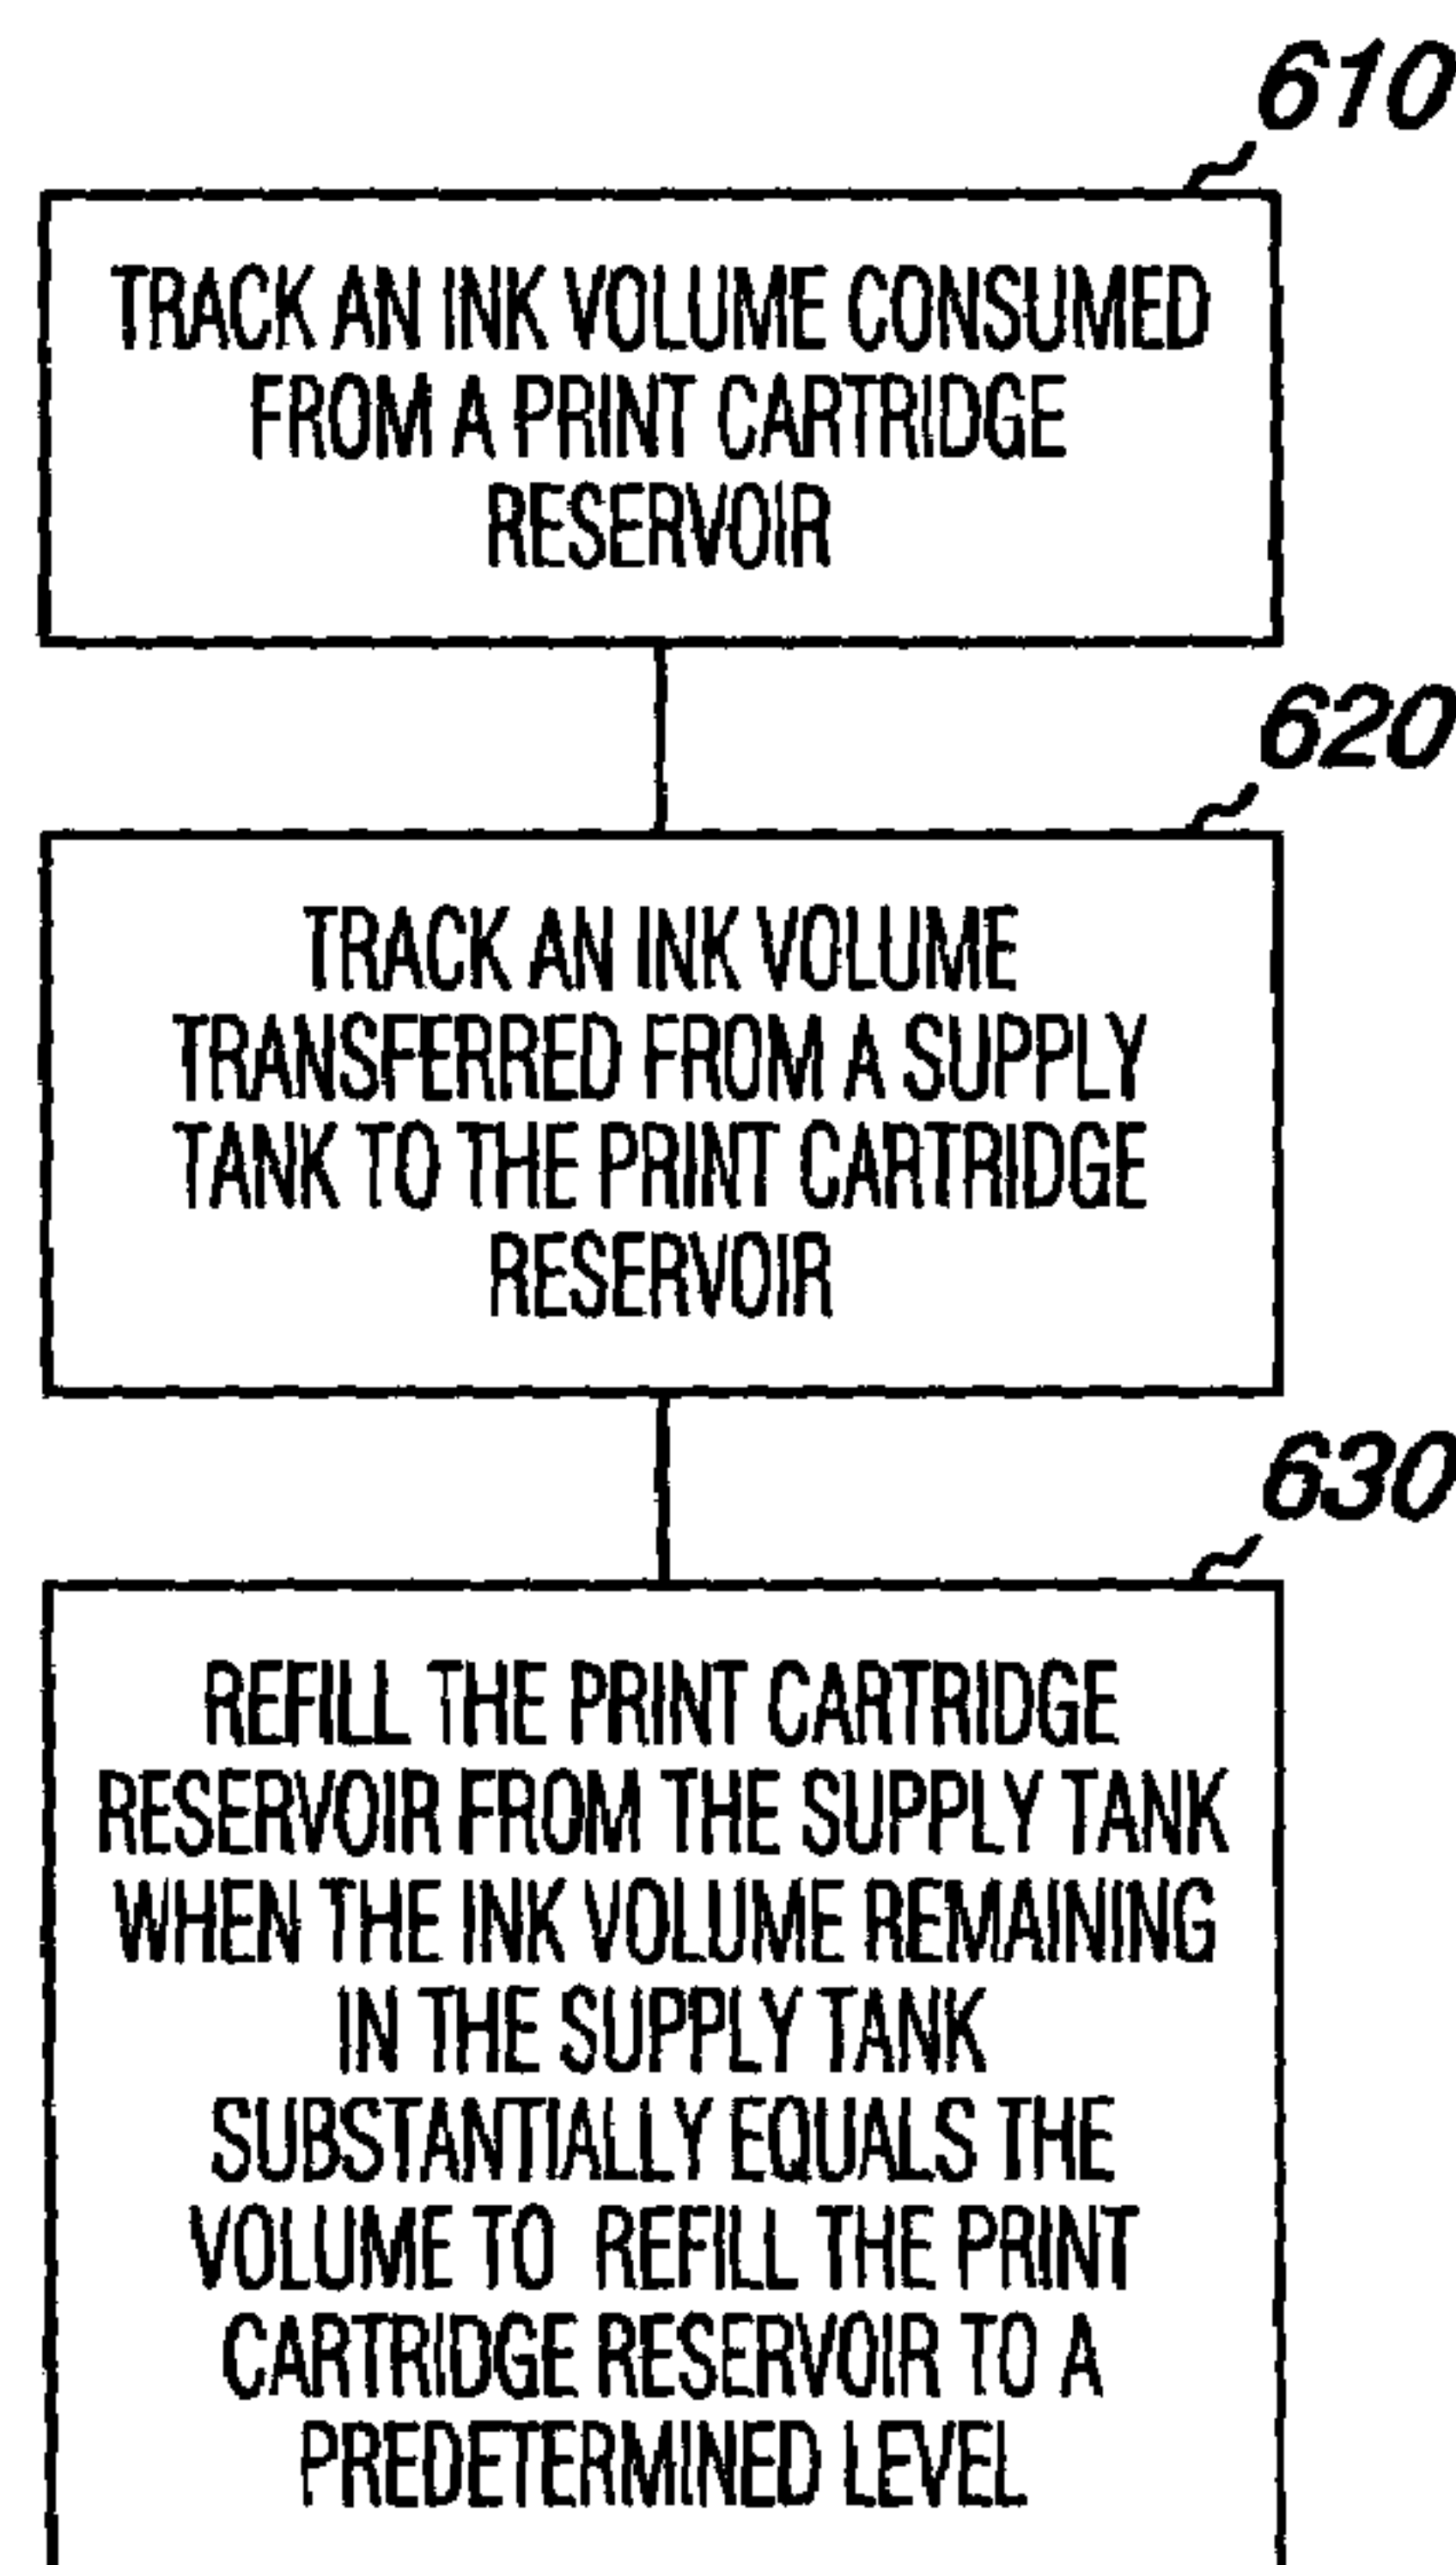 610
TRACK AN INK VOLUME CONSUMED
FROM A PRINT CARTRIDGE
RESERVOIR
620
TRACK AN INK VOLUME
TRANSFERRED FROM A SUPPLY
TANK TO THE PRINT CARTRIDGE
RESERVOIR
630
REFILL THE PRINT CARTRIDGE
RESERVOIR FROM THE SUPPLY TANK
WHEN THE INK VOLUME REMAINING
IN THE SUPPLY TANK
SUBSTANTIALLY EQUALS THE
VOLUME TO REFILL THE PRINT
CARTRIDGE RESERVOIR TO A
PREDETERMINED LEVEL